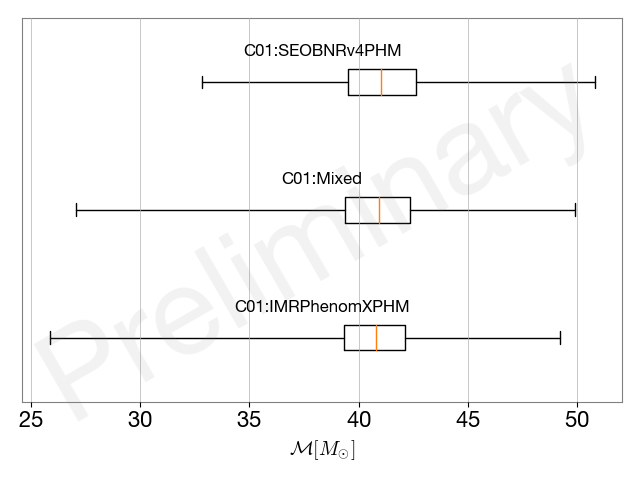 C01:SEOBNRv4PHM
C01:Mixed
C01:IMRPhenomXPHM
Preliminary
25 30 35 40 45 50
ℳ[M⊙]